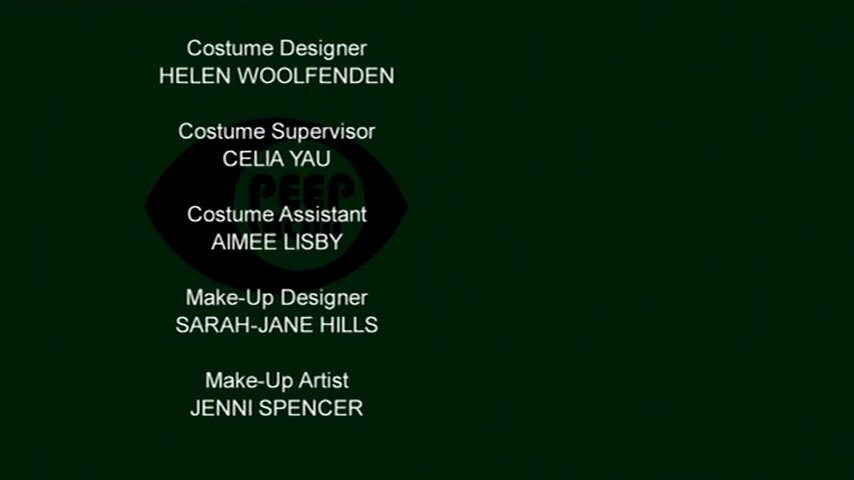 Costume Designer
HELEN WOOLFENDEN
Costume Supervisor
CELIA YAU
PEEP
Costume Assistant
AIMEE LISBY
Make-Up Designer
SARAH-JANE HILLS
Make-Up Artist
JENNI SPENCER